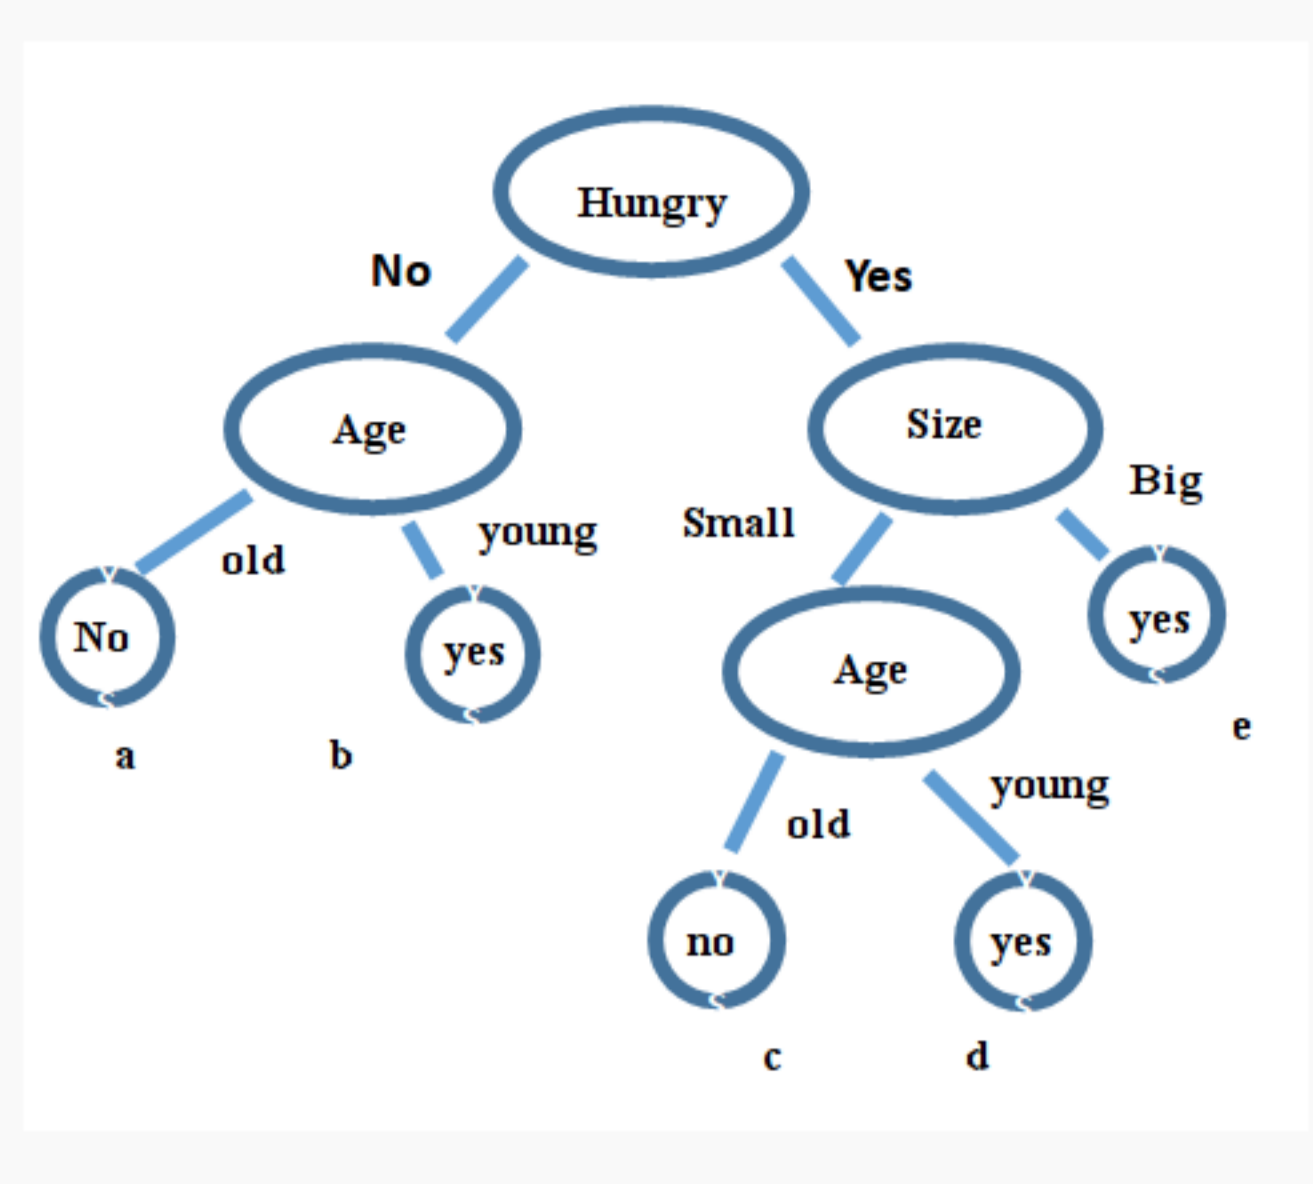 Hungry
No
Yes
Age
Size
Big
Small
young
old
No
yes
yes
Age
a
b
e
young
old
no
yes
c
d